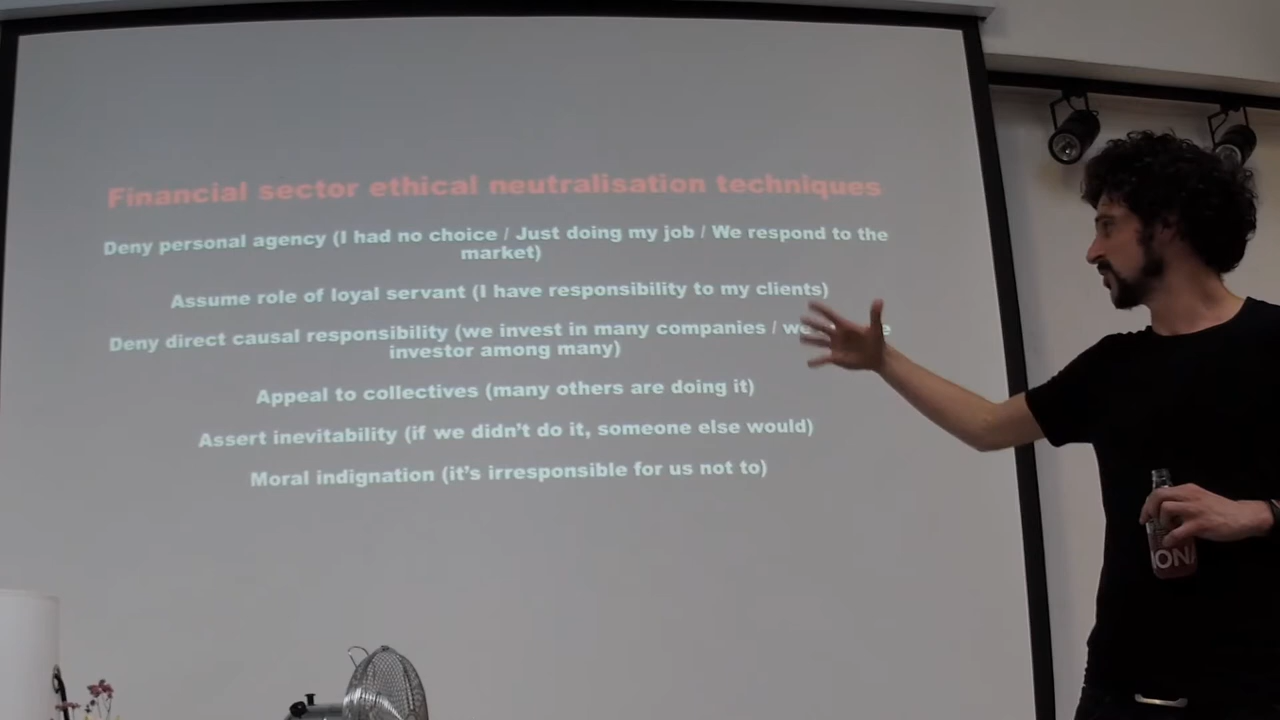 Financial sector ethical neutralisation techniques
Deny personal agency (I had no choice / Just doing my job / We respond to the
market)
Assume role of loyal servant (I have responsibility to my clients)
Deny direct causal responsibility (we invest in many companies / we
investor among many)
Appeal to collectives (many others are doing it)
Assert inevitability (if we didn't do it, someone else would)
Moral indignation (it's irresponsible for us not to)